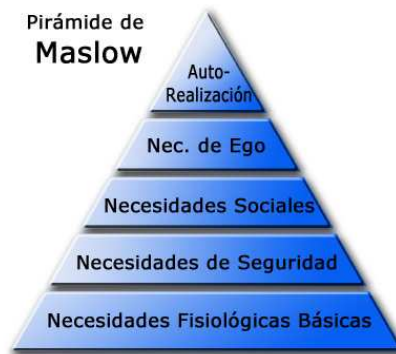 Pirámide de
Maslow
Auto-
Realización
Nec. de Ego
Necesidades Sociales
Necesidades de Seguridad
Necesidades Fisiológicas Básicas